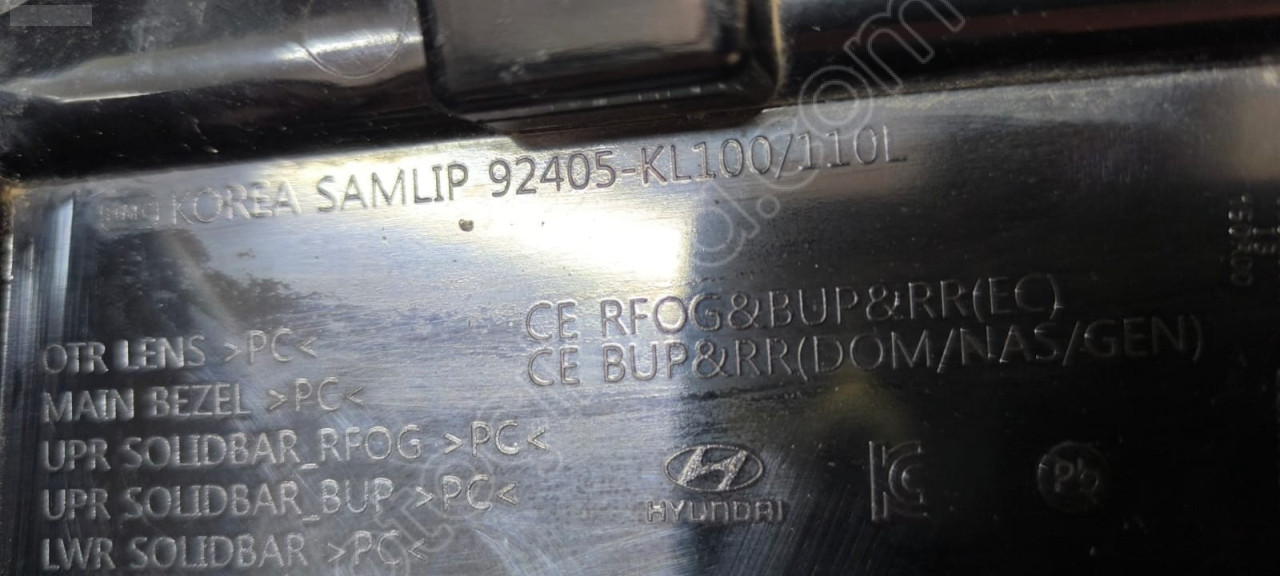 KOREA SAMLIP 92405-KL100/110L
CE RFOG&BUP&RR(EC)
CE BUP&RR(DOM/NAS/GEN)
OTR LENS >PC<
MAIN BEZEL >PC<
UPR SOLIDBAR_RFOG >PC<
UPR SOLIDBAR_BUP >PC<
LWR SOLIDBAR >PC<
HYUNDAI
Pb